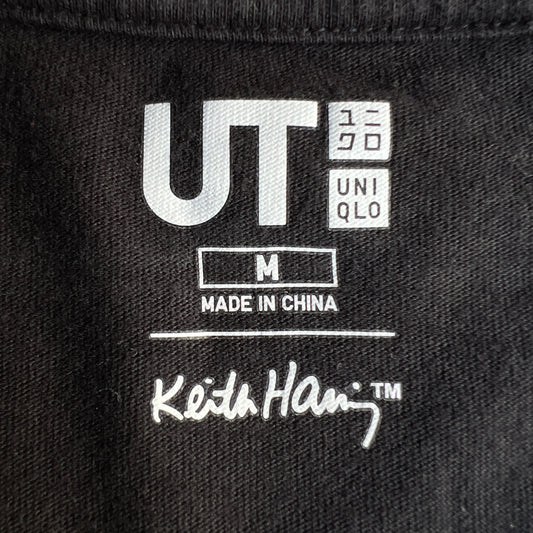 UT
ユニ
クロ
UNI
QLO
M
MADE IN CHINA
Keith Haring™